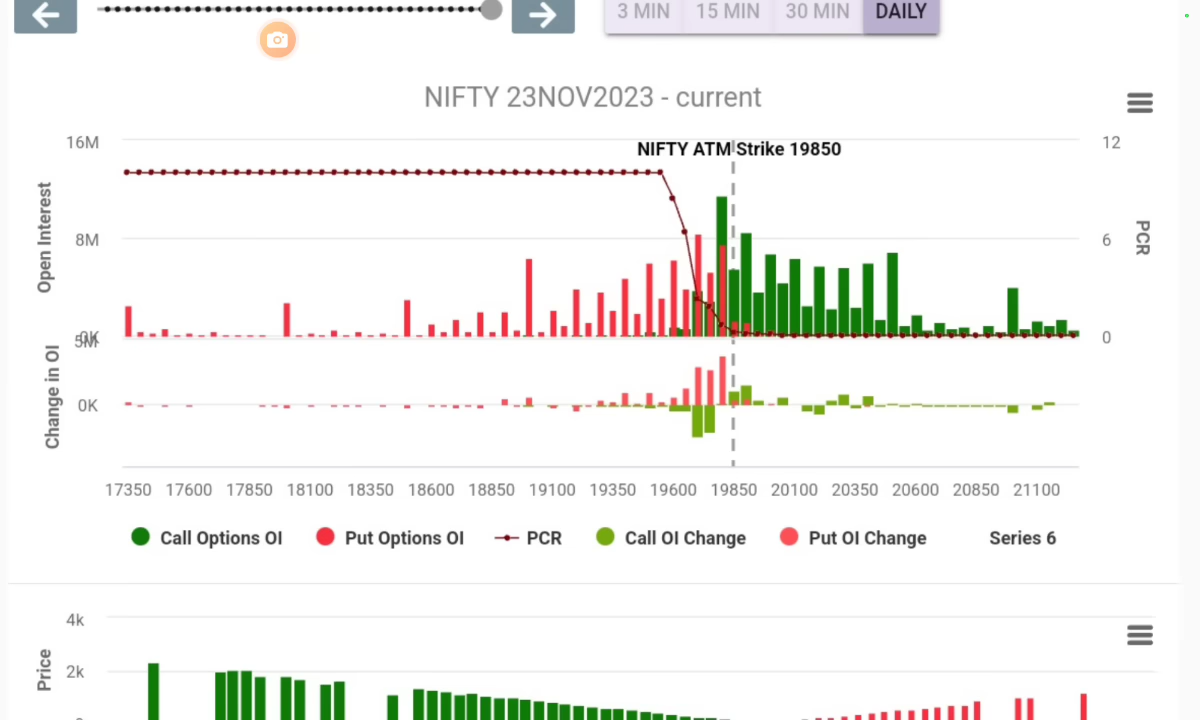 3 MIN 15 MIN 30 MIN DAILY
NIFTY 23NOV2023 - current
NIFTY ATM Strike 19850
16M
8M
0K
Open Interest
12
6
0
PCR
5M
0K
Change in OI
17350 17600 17850 18100 18350 18600 18850 19100 19350 19600 19850 20100 20350 20600 20850 21100
Call Options OI Put Options OI PCR Call OI Change Put OI Change Series 6
4k
2k
Price